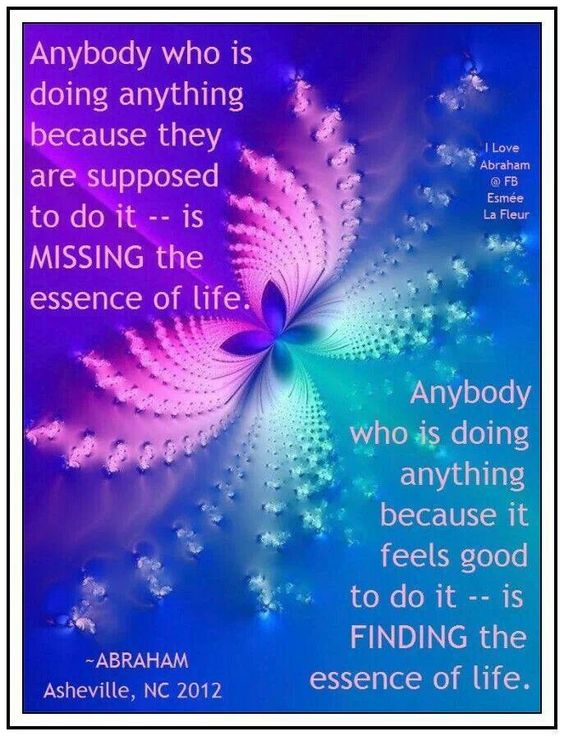 Anybody who is
doing anything
because they
are supposed
to do it -- is
MISSING the
essence of life.
I Love
Abraham
@ FB
Esmée
La Fleur
Anybody
who is doing
anything
because it
feels good
to do it -- is
FINDING the
essence of life.
~ABRAHAM
Asheville, NC 2012